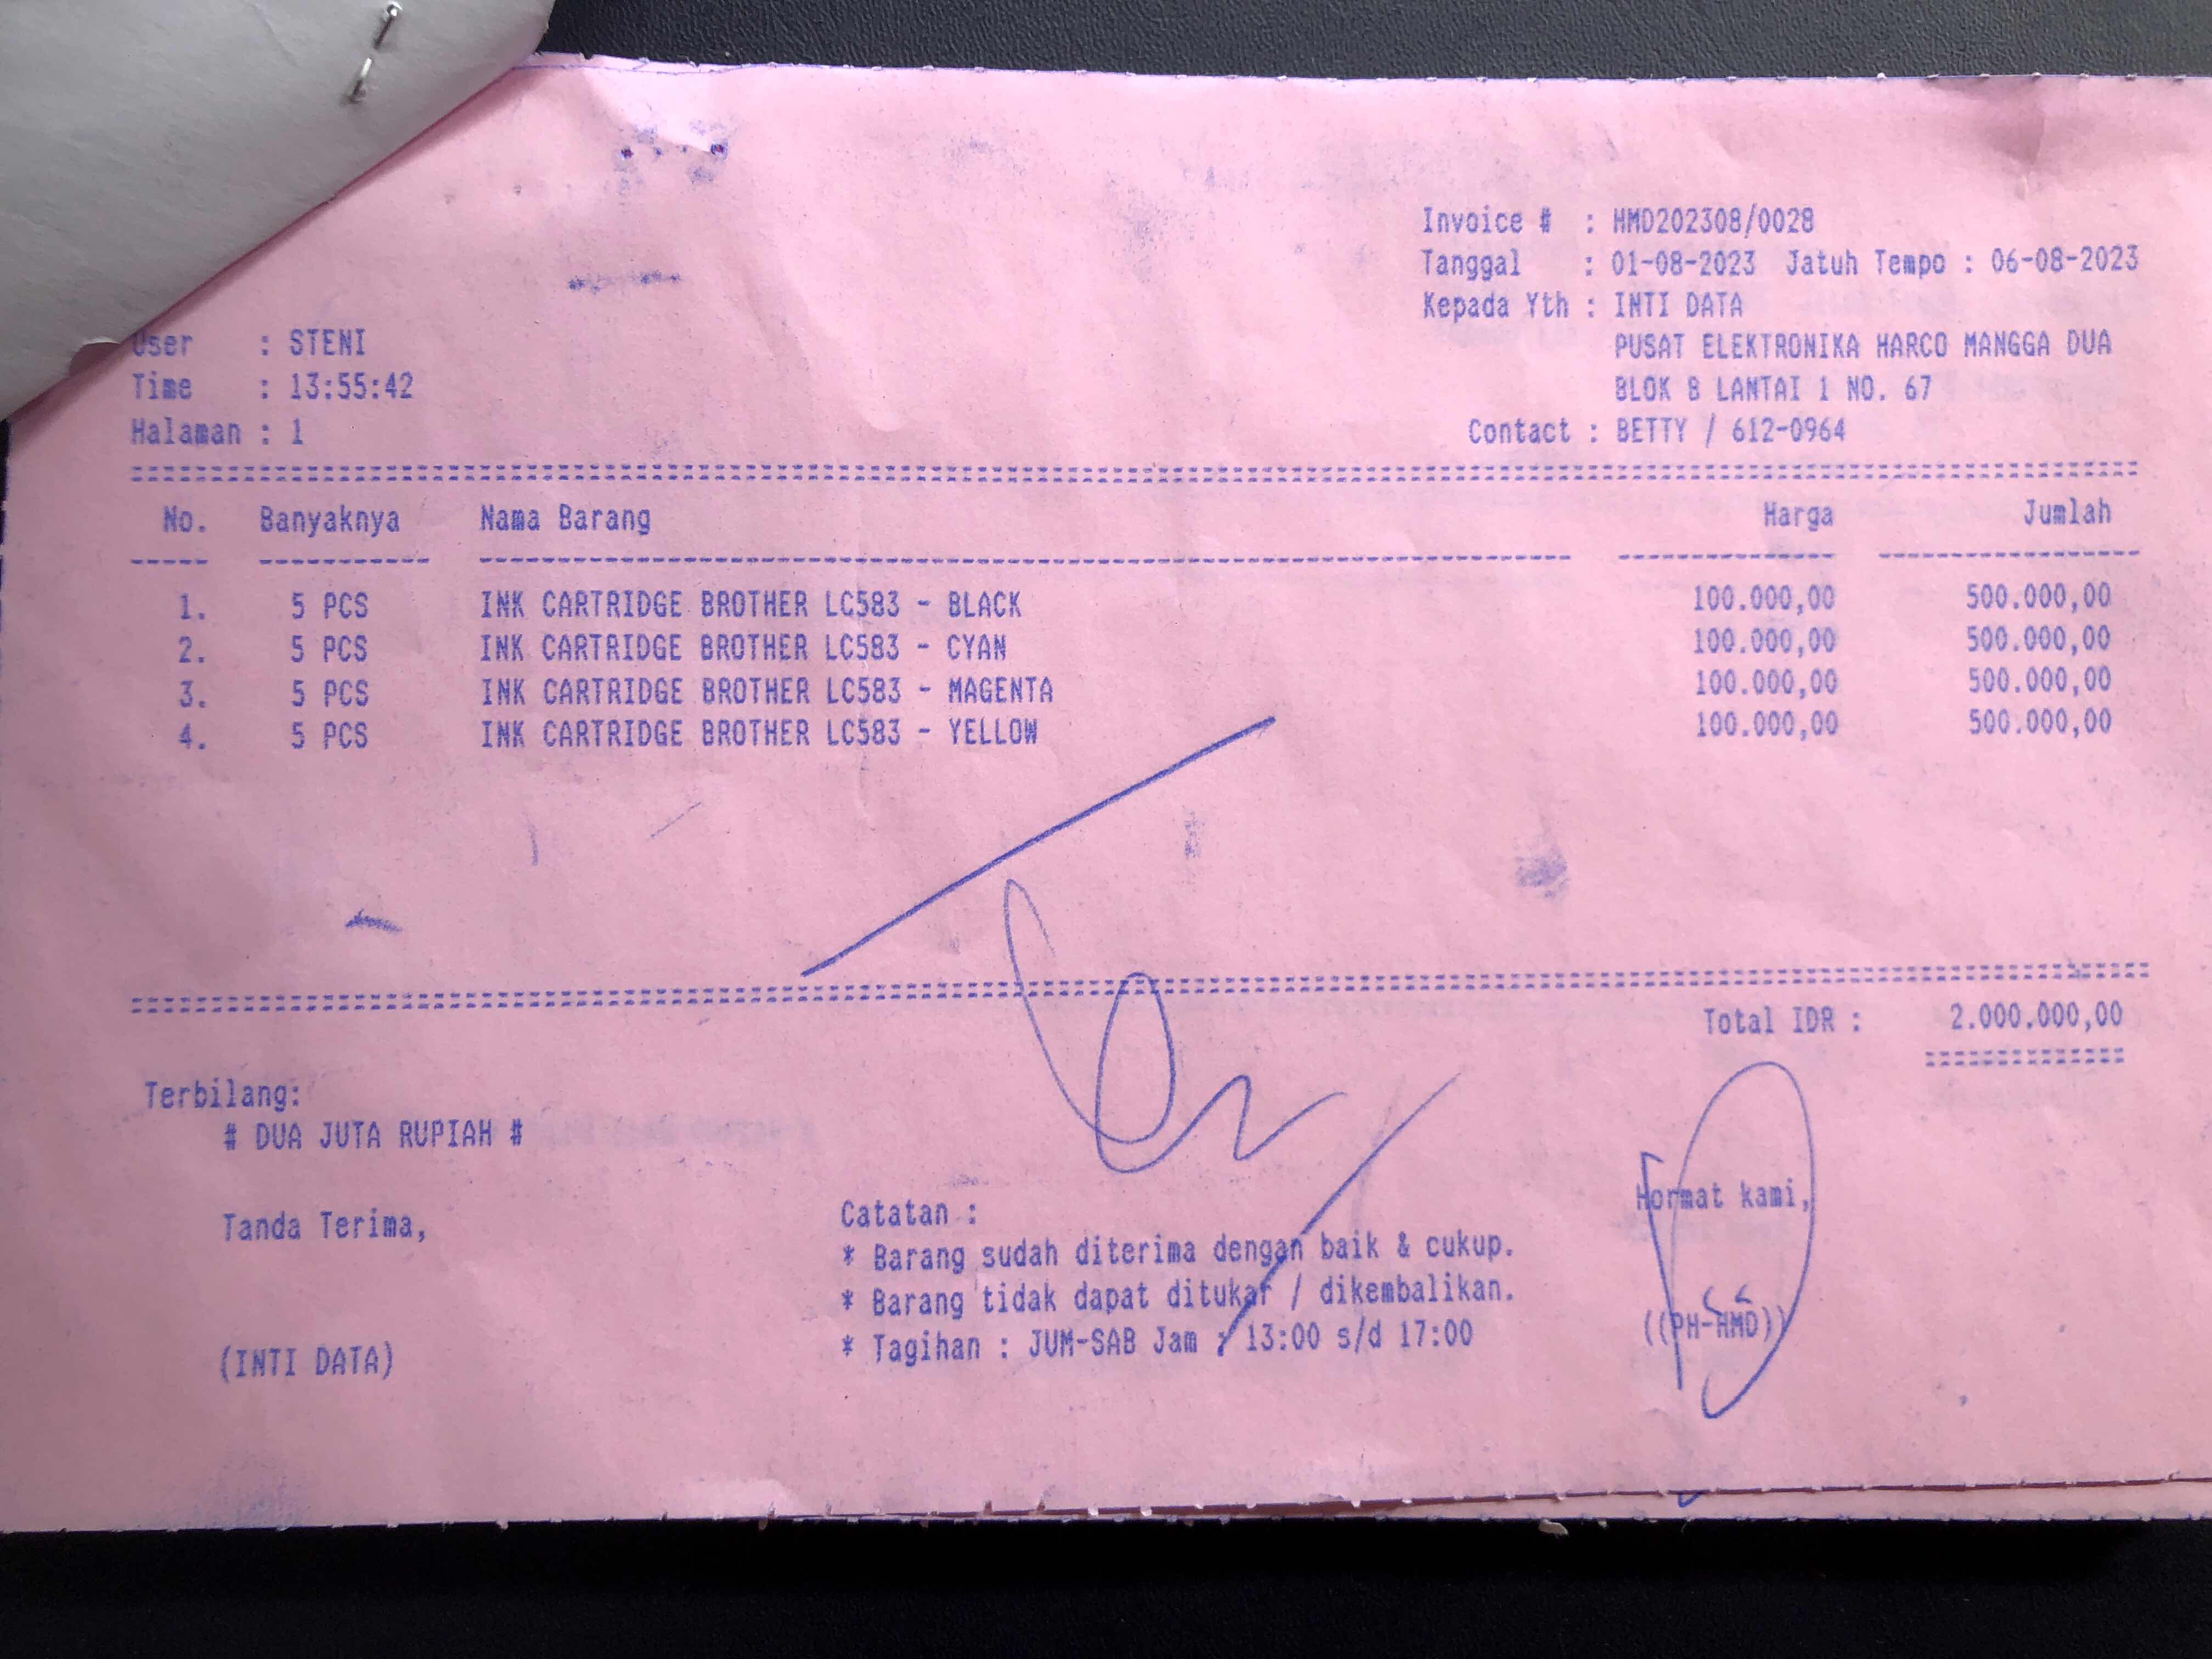 Invoice # : HMD202308/0028
Tanggal : 01-08-2023 Jatuh Tempo : 06-08-2023
Kepada Yth : INTI DATA
PUSAT ELEKTRONIKA HARCO MANGGA DUA
BLOK B LANTAI 1 NO. 67
Contact : BETTY / 612-0964
User : STENI
Time : 13:55:42
Halaman : 1
No. Banyaknya Nama Barang Harga Jumlah
1. 5 PCS INK CARTRIDGE BROTHER LC583 - BLACK 100.000,00 500.000,00
2. 5 PCS INK CARTRIDGE BROTHER LC583 - CYAN 100.000,00 500.000,00
3. 5 PCS INK CARTRIDGE BROTHER LC583 - MAGENTA 100.000,00 500.000,00
4. 5 PCS INK CARTRIDGE BROTHER LC583 - YELLOW 100.000,00 500.000,00
Total IDR : 2.000.000,00
Terbilang:
# DUA JUTA RUPIAH #
Tanda Terima,
(INTI DATA)
Catatan :
* Barang sudah diterima dengan baik & cukup.
* Barang tidak dapat ditukar / dikembalikan.
* Tagihan : JUM-SAB Jam : 13:00 s/d 17:00
Hormat kami,
((PH-HMD))